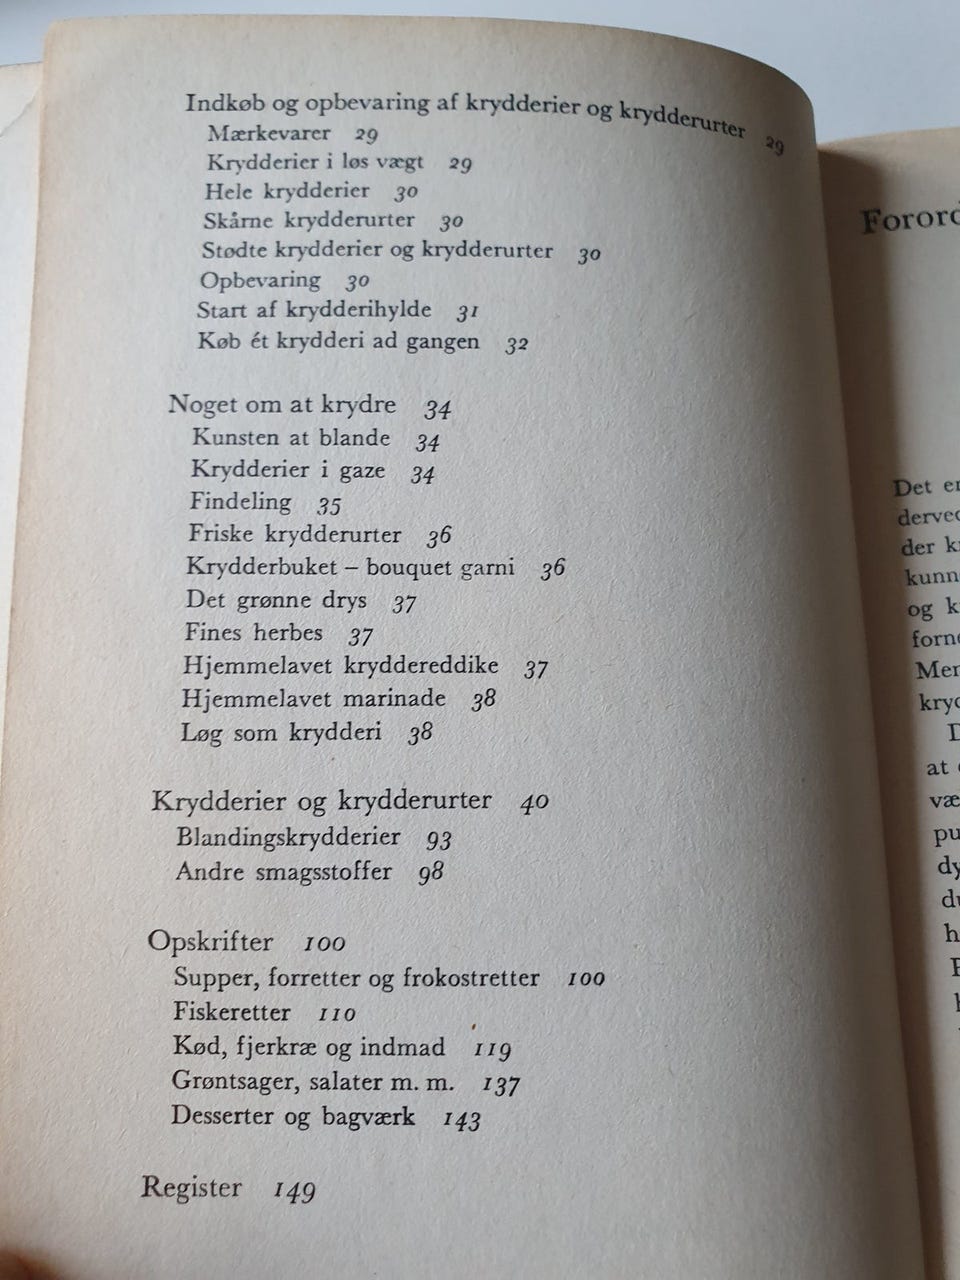 Indkøb og opbevaring af krydderier og krydderurter 29
Mærkevarer 29
Krydderier i løs vægt 29
Hele krydderier 30
Skårne krydderurter 30
Stødte krydderier og krydderurter 30
Opbevaring 30
Start af krydderihylde 31
Køb ét krydderi ad gangen 32
Noget om at krydre 34
Kunsten at blande 34
Krydderier i gaze 34
Findeling 35
Friske krydderurter 36
Krydderbuket – bouquet garni 36
Det grønne drys 37
Fines herbes 37
Hjemmelavet kryddereddike 37
Hjemmelavet marinade 38
Løg som krydderi 38
Krydderier og krydderurter 40
Blandingskrydderier 93
Andre smagsstoffer 98
Opskrifter 100
Supper, forretter og frokostretter 100
Fiskeretter 110
Kød, fjerkræ og indmad 119
Grøntsager, salater m. m. 137
Desserter og bagværk 143
Register 149
Forord
Det
der
og
at